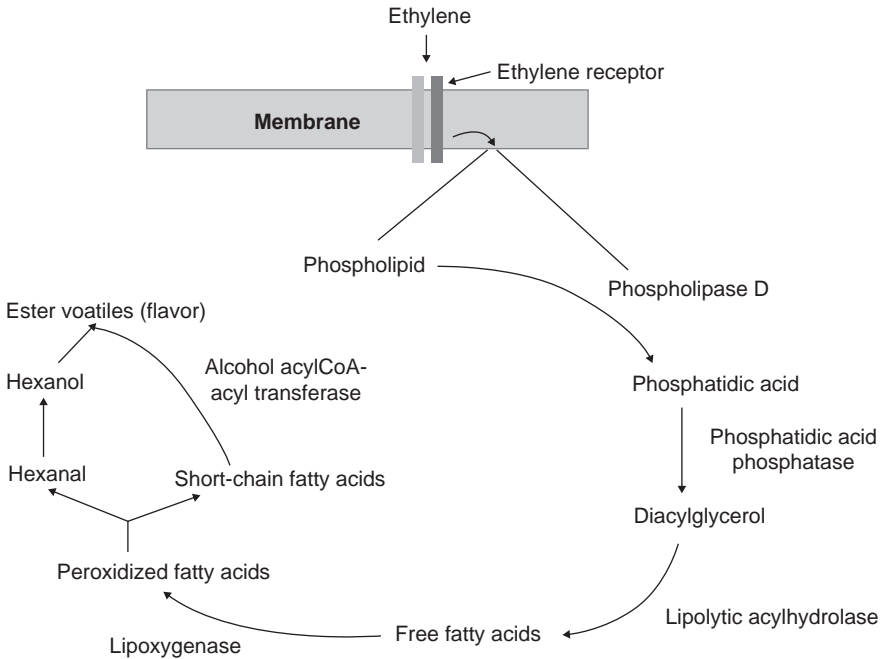 Ethylene
Ethylene receptor
Membrane
Phospholipid
Phospholipase D
Ester voatiles (flavor)
Alcohol acylCoA-
acyl transferase
Hexanol
Phosphatidic acid
Phosphatidic acid
phosphatase
Hexanal
Short-chain fatty acids
Diacylglycerol
Peroxidized fatty acids
Lipolytic acylhydrolase
Free fatty acids
Lipoxygenase